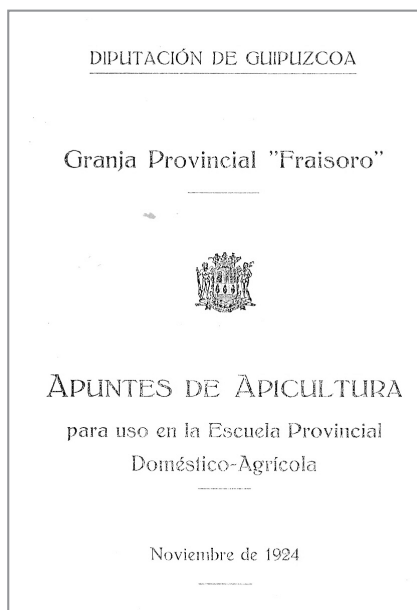 DIPUTACIÓN DE GUIPUZCOA
Granja Provincial "Fraisoro"
APUNTES DE APICULTURA
para uso en la Escuela Provincial
Doméstico-Agrícola
Noviembre de 1924